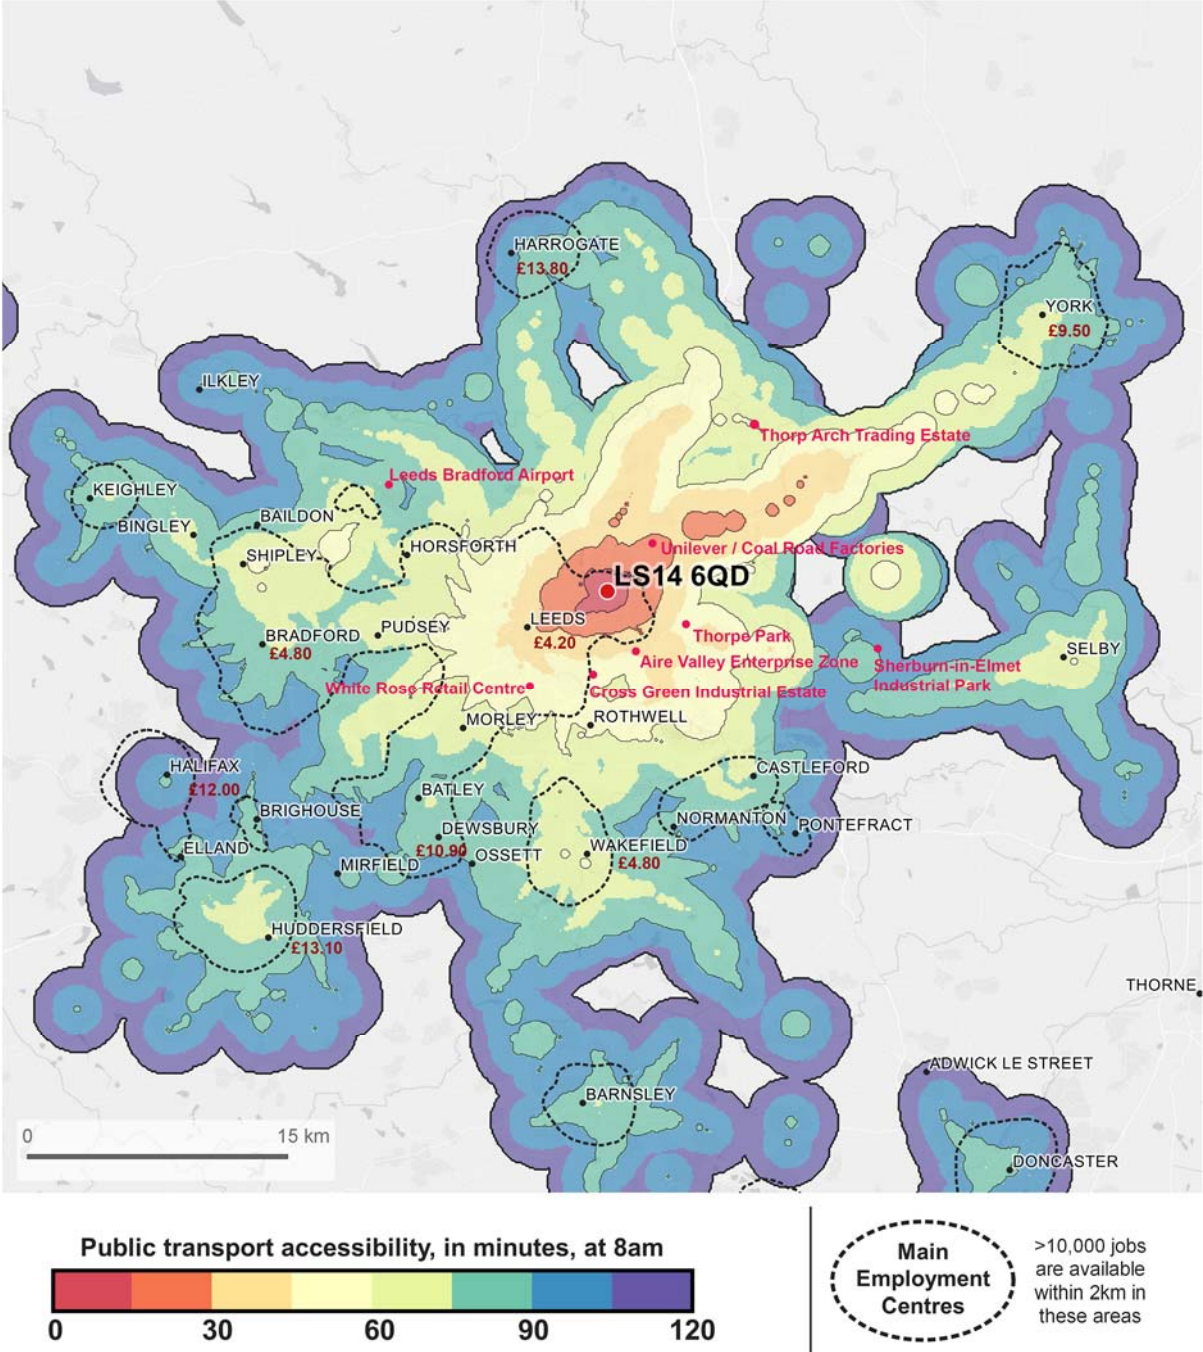 HARROGATE
£13.80
YORK
£9.50
ILKLEY
Thorp Arch Trading Estate
Leeds Bradford Airport
KEIGHLEY
BINGLEY
BAILDON
SHIPLEY
HORSFORTH
Unilever / Coal Road Factories
LS14 6QD
LEEDS
£4.20
BRADFORD
£4.80
PUDSEY
Thorpe Park
SELBY
Aire Valley Enterprise Zone
Sherburn-in-Elmet
Industrial Park
White Rose Retail Centre
Cross Green Industrial Estate
MORLEY
ROTHWELL
HALIFAX
£12.00
CASTLEFORD
BATLEY
BRIGHOUSE
NORMANTON
PONTEFRACT
DEWSBURY
£10.90
ELLAND
OSSETT
WAKEFIELD
£4.80
MIRFIELD
HUDDERSFIELD
£13.10
THORNE
ADWICK LE STREET
BARNSLEY
DONCASTER
0 15 km
Public transport accessibility, in minutes, at 8am
0 30 60 90 120
Main
Employment
Centres
>10,000 jobs
are available
within 2km in
these areas